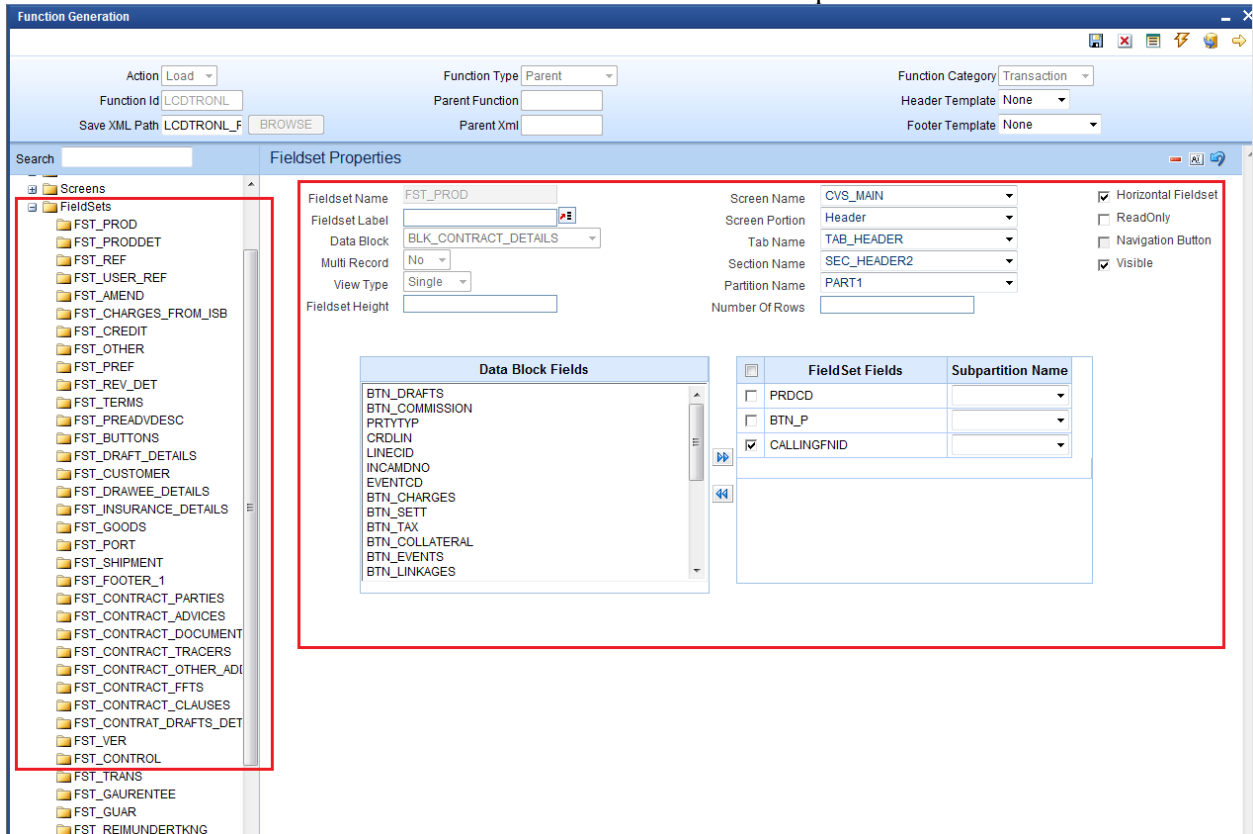 Function Generation
Action Load
Function Type Parent
Function Category Transaction
Function Id LCDTRONL
Parent Function
Header Template None
Save XML Path LCDTRONL_F BROWSE
Parent Xml
Footer Template None
Search
Fieldset Properties
Screens
FieldSets
FST_PROD
FST_PRODDET
FST_REF
FST_USER_REF
FST_AMEND
FST_CHARGES_FROM_ISB
FST_CREDIT
FST_OTHER
FST_PREF
FST_REV_DET
FST_TERMS
FST_PREADVDESC
FST_BUTTONS
FST_DRAFT_DETAILS
FST_CUSTOMER
FST_DRAWEE_DETAILS
FST_INSURANCE_DETAILS
FST_GOODS
FST_PORT
FST_SHIPMENT
FST_FOOTER_1
FST_CONTRACT_PARTIES
FST_CONTRACT_ADVICES
FST_CONTRACT_DOCUMENT
FST_CONTRACT_TRACERS
FST_CONTRACT_OTHER_ADD
FST_CONTRACT_FFTS
FST_CONTRACT_CLAUSES
FST_CONTRAT_DRAFTS_DET
FST_VER
FST_CONTROL
FST_TRANS
FST_GAURENTEE
FST_GUAR
FST_REIMUNDERTKNG
Fieldset Name FST_PROD
Screen Name CVS_MAIN
Horizontal Fieldset
Fieldset Label
Screen Portion Header
ReadOnly
Data Block BLK_CONTRACT_DETAILS
Tab Name TAB_HEADER
Navigation Button
Multi Record No
Section Name SEC_HEADER2
Visible
View Type Single
Partition Name PART1
Fieldset Height
Number Of Rows
Data Block Fields
BTN_DRAFTS
BTN_COMMISSION
PRTYTYP
CRDLIN
LINECID
INCAMDNO
EVENTCD
BTN_CHARGES
BTN_SETT
BTN_TAX
BTN_COLLATERAL
BTN_EVENTS
BTN_LINKAGES
FieldSet Fields Subpartition Name
PRDCD
BTN_P
CALLINGFNID